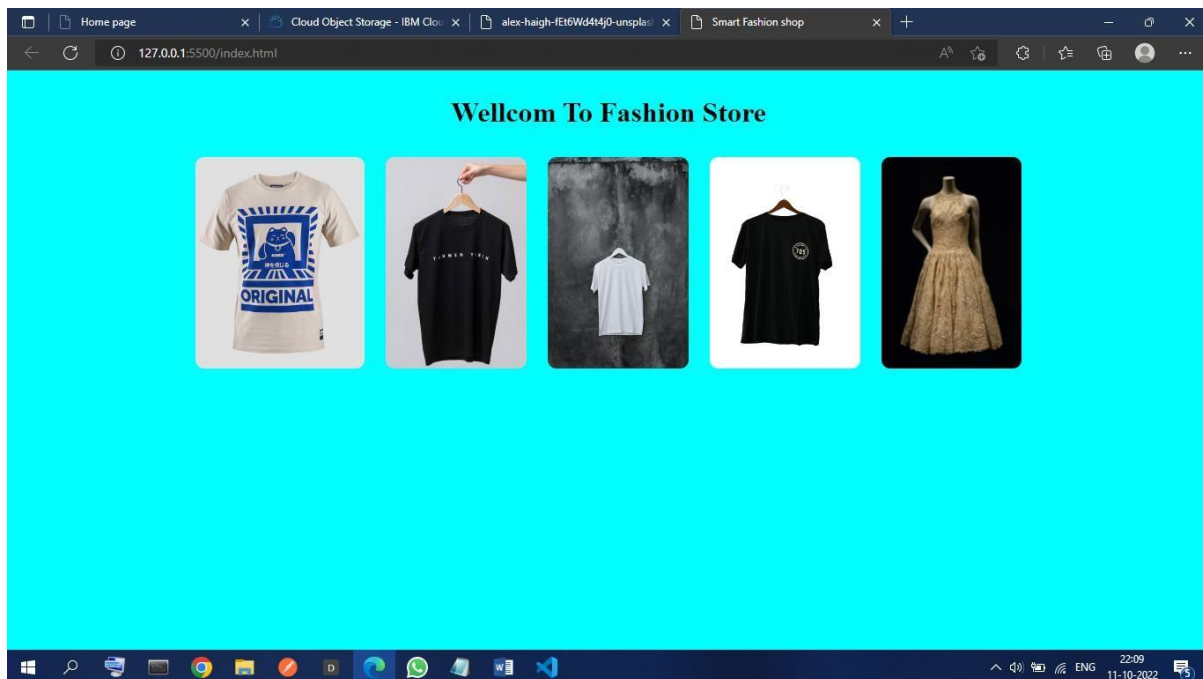 Home page
Cloud Object Storage - IBM Clou
alex-haigh-fEt6Wd4t4j0-unsplas
Smart Fashion shop
127.0.0.1:5500/index.html
Wellcom To Fashion Store
ORIGINAL
705
ENG
22:09
11-10-2022